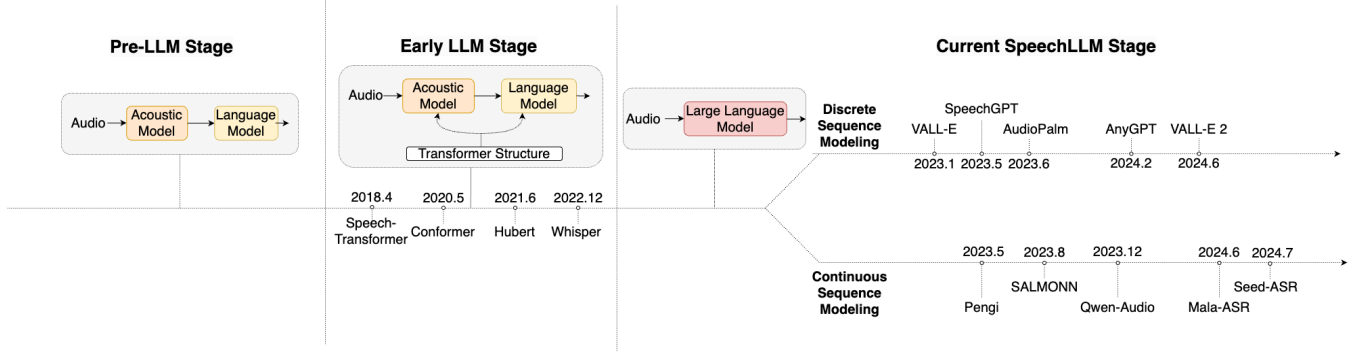 Pre-LLM Stage
Audio
Acoustic
Model
Language
Model
Early LLM Stage
Audio
Acoustic
Model
Language
Model
Transformer Structure
2018.4
Speech-
Transformer
2020.5
Conformer
2021.6
Hubert
2022.12
Whisper
Current SpeechLLM Stage
Audio
Large Language
Model
Discrete
Sequence
Modeling
VALL-E
2023.1
SpeechGPT
2023.5
AudioPalm
2023.6
AnyGPT
2024.2
VALL-E 2
2024.6
Continuous
Sequence
Modeling
2023.5
Pengi
2023.8
SALMONN
2023.12
Qwen-Audio
2024.6
Mala-ASR
2024.7
Seed-ASR